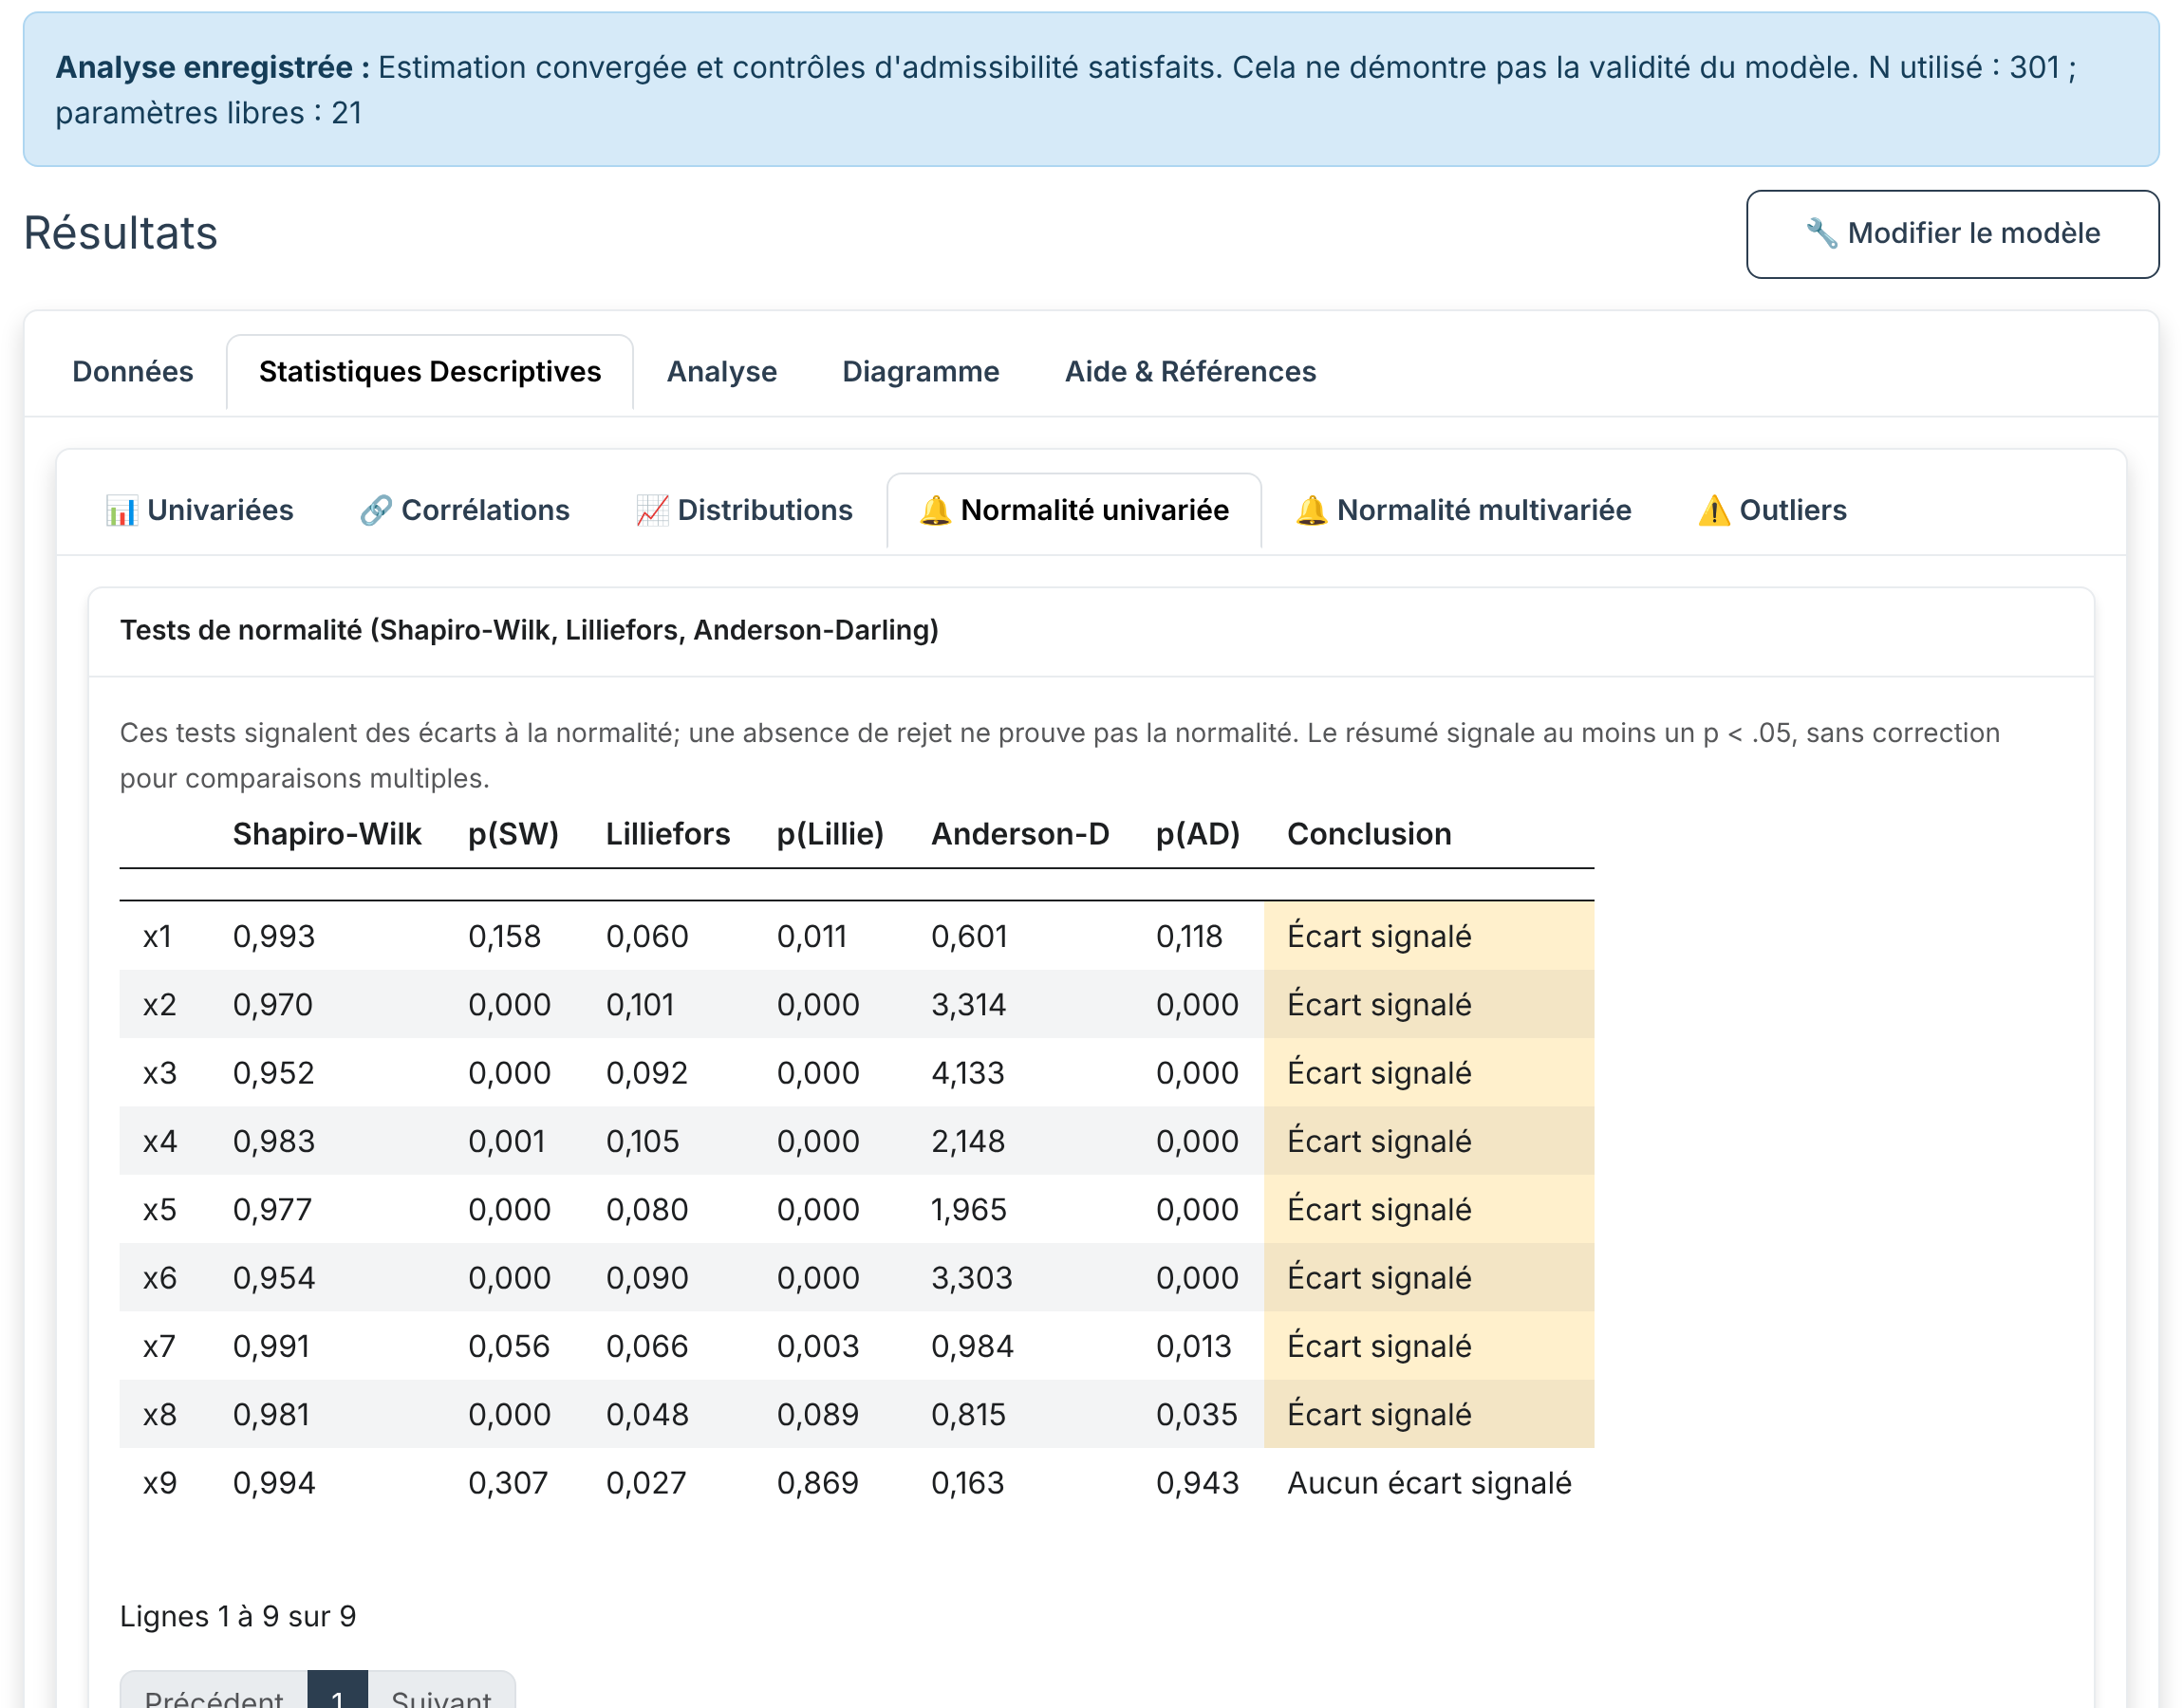 Analyse enregistrée : Estimation convergée et contrôles d'admissibilité satisfaits. Cela ne démontre pas la validité du modèle. N utilisé : 301 ;
paramètres libres : 21
Résultats
Modifier le modèle
Données Statistiques Descriptives Analyse Diagramme Aide & Références
Univariées Corrélations Distributions Normalité univariée Normalité multivariée Outliers
Tests de normalité (Shapiro-Wilk, Lilliefors, Anderson-Darling)
Ces tests signalent des écarts à la normalité; une absence de rejet ne prouve pas la normalité. Le résumé signale au moins un p < .05, sans correction
pour comparaisons multiples.
Shapiro-Wilk p(SW) Lilliefors p(Lillie) Anderson-D p(AD) Conclusion
x1 0,993 0,158 0,060 0,011 0,601 0,118 Écart signalé
x2 0,970 0,000 0,101 0,000 3,314 0,000 Écart signalé
x3 0,952 0,000 0,092 0,000 4,133 0,000 Écart signalé
x4 0,983 0,001 0,105 0,000 2,148 0,000 Écart signalé
x5 0,977 0,000 0,080 0,000 1,965 0,000 Écart signalé
x6 0,954 0,000 0,090 0,000 3,303 0,000 Écart signalé
x7 0,991 0,056 0,066 0,003 0,984 0,013 Écart signalé
x8 0,981 0,000 0,048 0,089 0,815 0,035 Écart signalé
x9 0,994 0,307 0,027 0,869 0,163 0,943 Aucun écart signalé
Lignes 1 à 9 sur 9
Précédent 1 Suivant